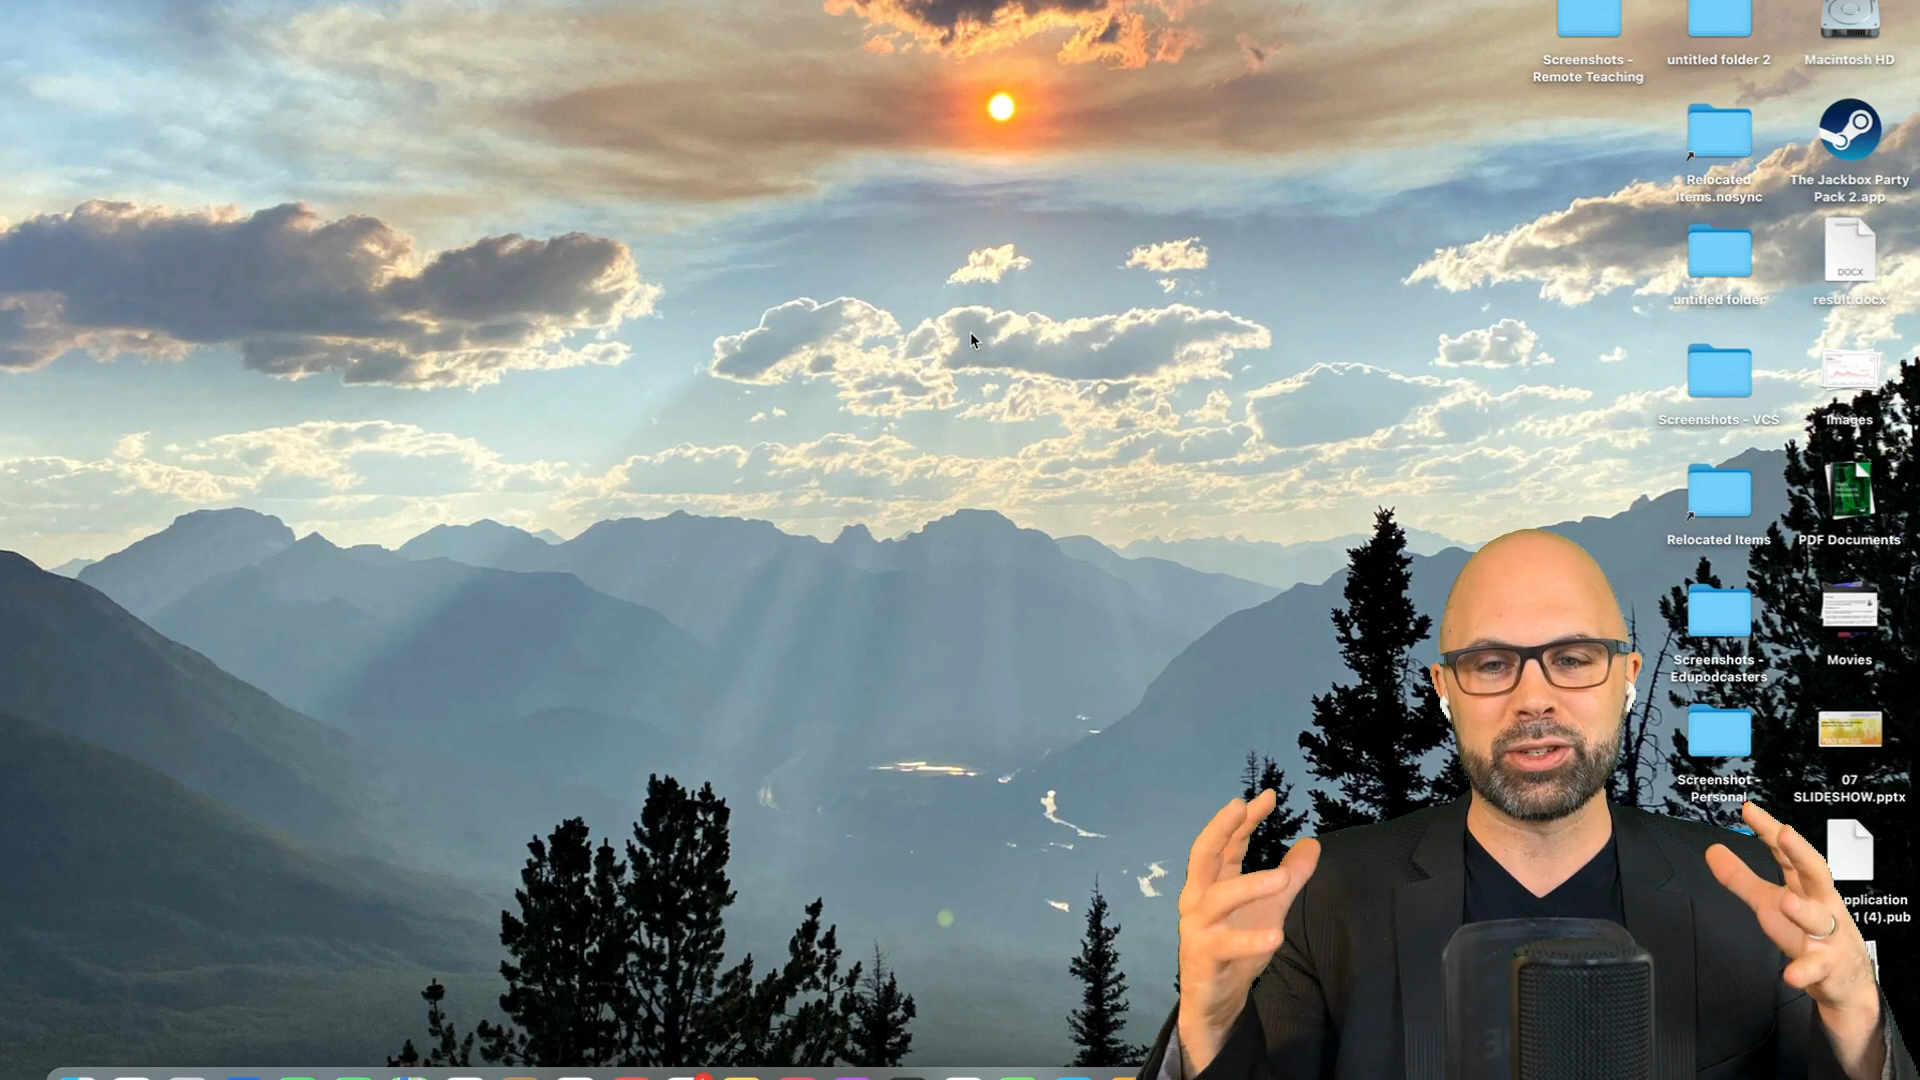 Screenshots -
Remote Teaching
untitled folder 2
Macintosh HD
Relocated
Items.nosync
The Jackbox Party
Pack 2.app
untitled folder
DOCX
result.docx
Screenshots - VCS
Images
Relocated Items
PDF Documents
Screenshots -
Edupodcasters
Movies
Screenshot -
Personal
07
SLIDESHOW.pptx
pplication
1 (4).pub